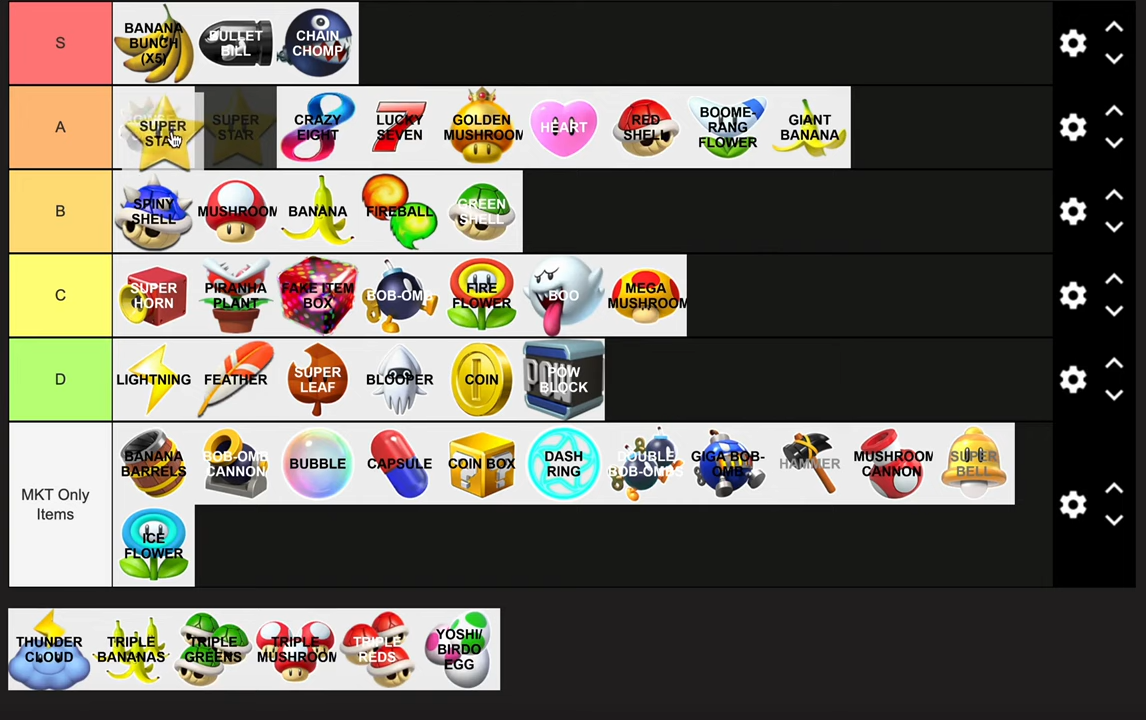 S
BANANA
BUNCH
(X5)
BULLET
BILL
CHAIN
CHOMP
A
SUPER
STAR
SUPER
STAR
CRAZY
EIGHT
LUCKY
SEVEN
GOLDEN
MUSHROOM
HEART
RED
SHELL
BOOME-
RANG
FLOWER
GIANT
BANANA
B
SPINY
SHELL
MUSHROOM
BANANA
FIREBALL
GREEN
SHELL
C
SUPER
HORN
PIRANHA
PLANT
FAKE ITEM
BOX
BOB-OMB
FIRE
FLOWER
BOO
MEGA
MUSHROOM
D
LIGHTNING
FEATHER
SUPER
LEAF
BLOOPER
COIN
POW
BLOCK
MKT Only
Items
BANANA
BARRELS
BOB-OMB
CANNON
BUBBLE
CAPSULE
COIN BOX
DASH
RING
DOUBLE
BOB-OMBS
GIGA BOB-
OMB
HAMMER
MUSHROOM
CANNON
SUPER
BELL
ICE
FLOWER
THUNDER
CLOUD
TRIPLE
BANANAS
TRIPLE
GREENS
TRIPLE
MUSHROOM
TRIPLE
REDS
YOSHI/
BIRDO
EGG